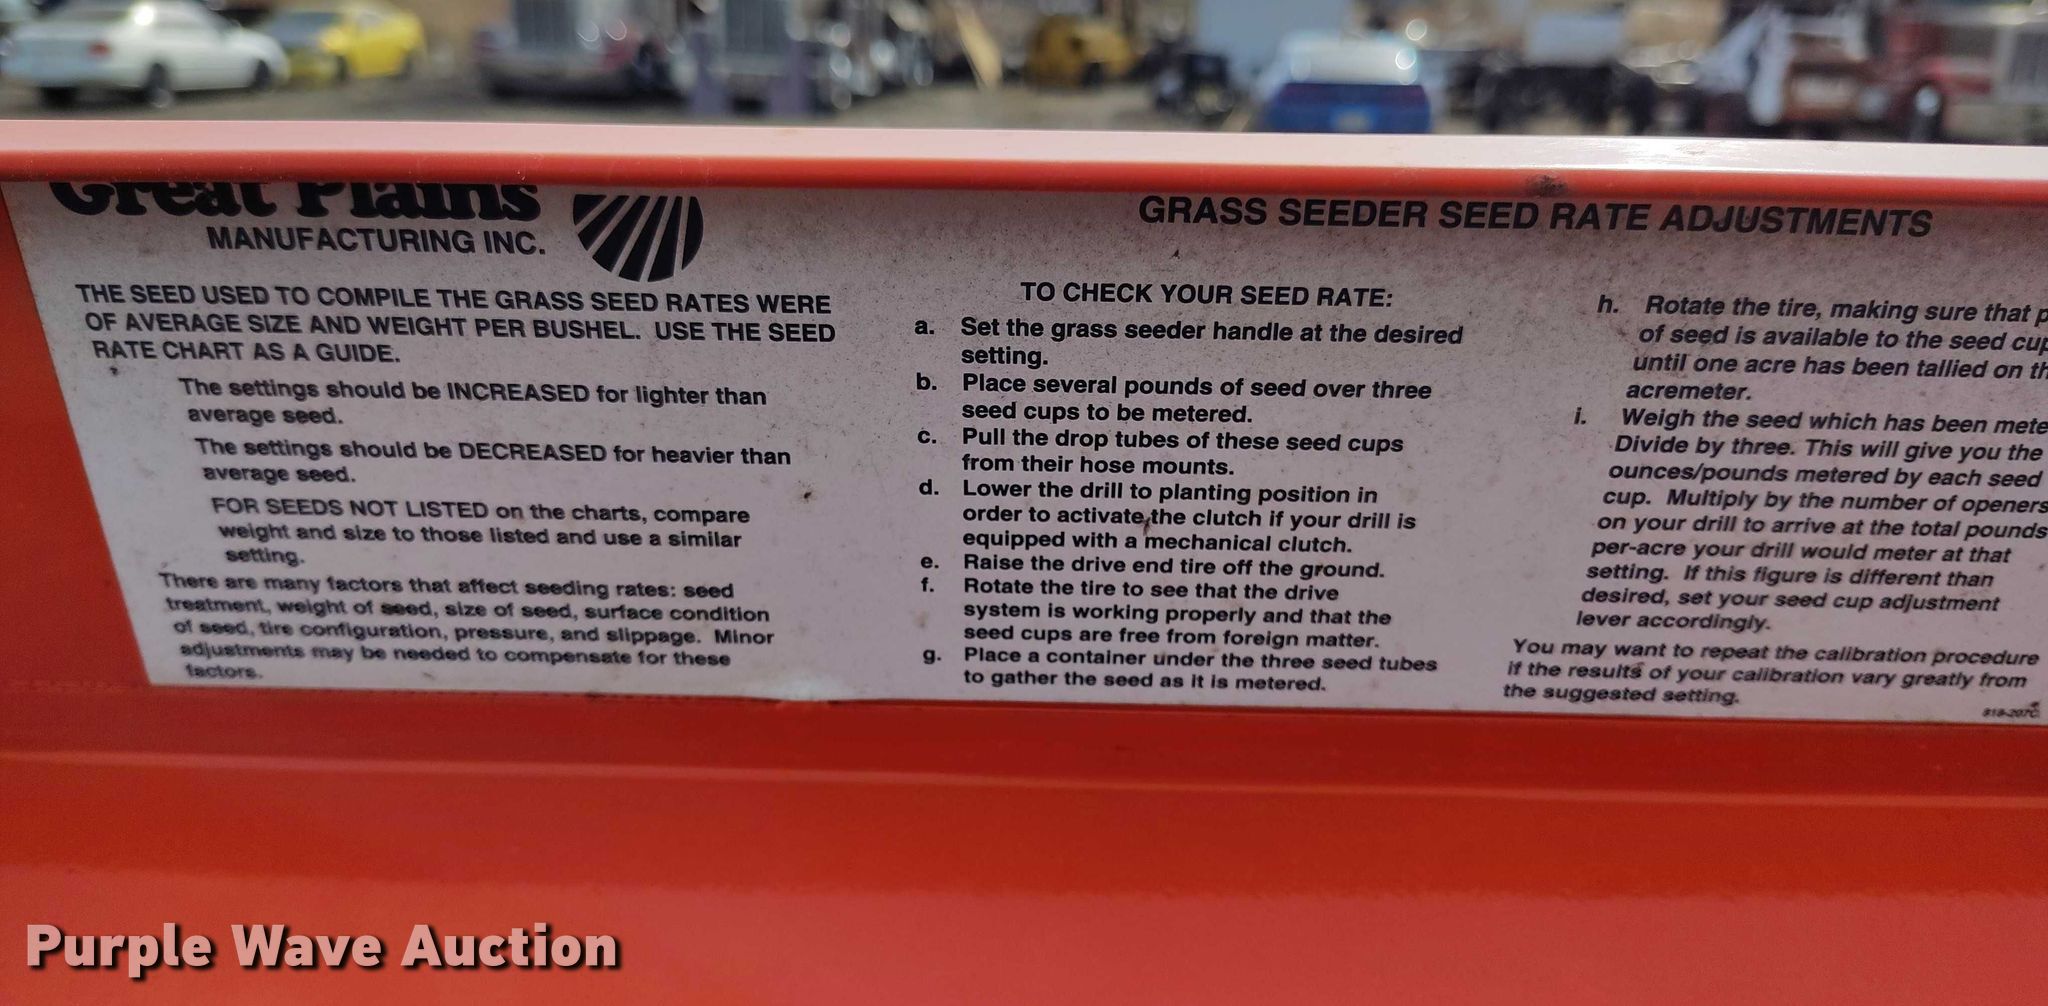 Great Plains
MANUFACTURING INC.
THE SEED USED TO COMPILE THE GRASS SEED RATES WERE
OF AVERAGE SIZE AND WEIGHT PER BUSHEL. USE THE SEED
RATE CHART AS A GUIDE.
The settings should be INCREASED for lighter than
average seed.
The settings should be DECREASED for heavier than
average seed.
FOR SEEDS NOT LISTED on the charts, compare
weight and size to those listed and use a similar
setting.
There are many factors that affect seeding rates: seed
treatment, weight of seed, size of seed, surface condition
of seed, tire configuration, pressure, and slippage. Minor
adjustments may be needed to compensate for these
factors.
GRASS SEEDER SEED RATE ADJUSTMENTS
TO CHECK YOUR SEED RATE:
a. Set the grass seeder handle at the desired
setting.
b. Place several pounds of seed over three
seed cups to be metered.
c. Pull the drop tubes of these seed cups
from their hose mounts.
d. Lower the drill to planting position in
order to activate the clutch if your drill is
equipped with a mechanical clutch.
e. Raise the drive end tire off the ground.
f. Rotate the tire to see that the drive
system is working properly and that the
seed cups are free from foreign matter.
g. Place a container under the three seed tubes
to gather the seed as it is metered.
h. Rotate the tire, making sure that p
of seed is available to the seed cup
until one acre has been tallied on th
acremeter.
i. Weigh the seed which has been mete
Divide by three. This will give you the
ounces/pounds metered by each seed
cup. Multiply by the number of openers
on your drill to arrive at the total pounds
per-acre your drill would meter at that
setting. If this figure is different than
desired, set your seed cup adjustment
lever accordingly.
You may want to repeat the calibration procedure
if the results of your calibration vary greatly from
the suggested setting.
818-297C
Purple Wave Auction